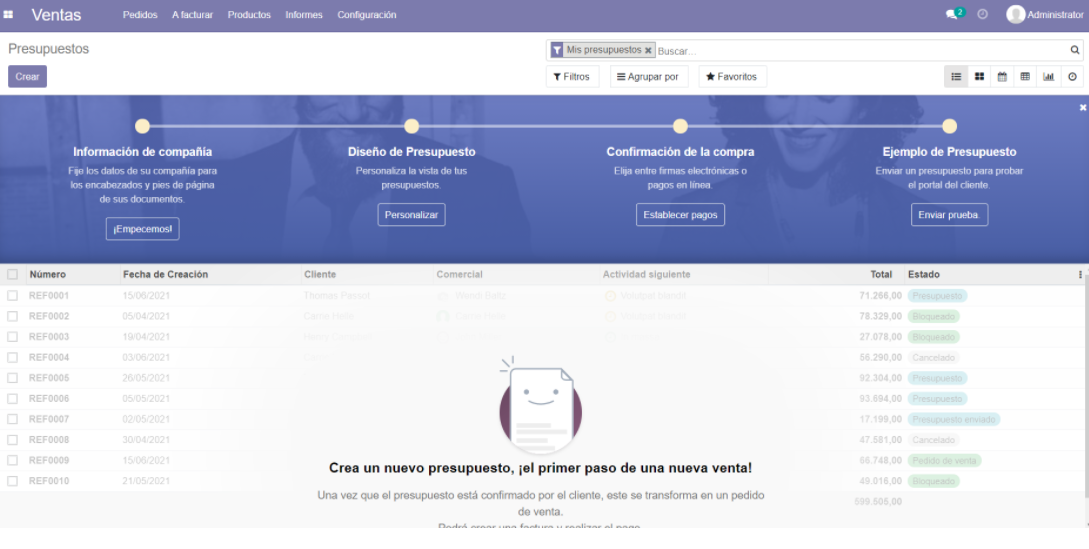 Ventas Pedidos A facturar Productos Informes Configuración 2 Administrator
Presupuestos
Mis presupuestos Buscar...
Crear
Filtros Agrupar por Favoritos
Información de compañía
Fije los datos de su compañía para
los encabezados y pies de página
de sus documentos.
¡Empecemos!
Diseño de Presupuesto
Personaliza la vista de tus
presupuestos.
Personalizar
Confirmación de la compra
Elija entre firmas electrónicas o
pagos en línea.
Establecer pagos
Ejemplo de Presupuesto
Enviar un presupuesto para probar
el portal del cliente.
Enviar prueba.
Número Fecha de Creación Cliente Comercial Actividad siguiente Total Estado
REF0001 15/06/2021 Thomas 71.266,00 Presupuesto
REF0002 05/04/2021 78.329,00 Bloqueado
REF0003 19/04/2021 27.078,00 Bloqueado
REF0004 03/06/2021 56.290,00 Cancelado
REF0005 26/05/2021 92.304,00 Presupuesto
REF0006 05/05/2021 93.694,00 Presupuesto
REF0007 02/05/2021 17.199,00 Presupuesto enviado
REF0008 30/04/2021 47.581,00 Cancelado
REF0009 15/06/2021 66.748,00 Pedido de venta
REF0010 21/05/2021 49.016,00 Bloqueado
599.505,00
Crea un nuevo presupuesto, ¡el primer paso de una nueva venta!
Una vez que el presupuesto está confirmado por el cliente, este se transforma en un pedido
de venta.
Podrá crear una factura y realizar el pago.